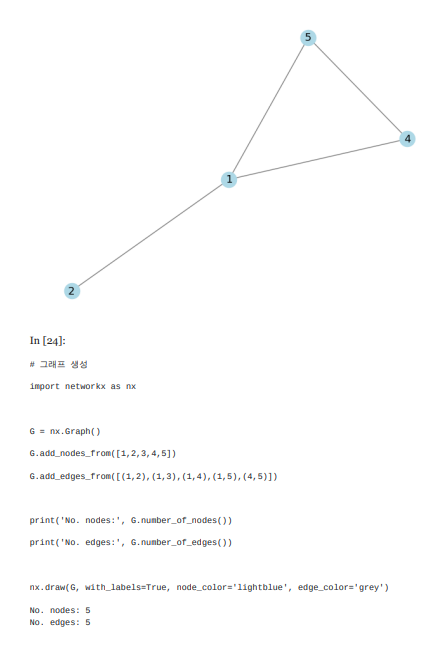 5
4
1
2
In [24]:
# 그래프 생성
import networkx as nx
G = nx.Graph()
G.add_nodes_from([1,2,3,4,5])
G.add_edges_from([(1,2),(1,3),(1,4),(1,5),(4,5)])
print('No. nodes:', G.number_of_nodes())
print('No. edges:', G.number_of_edges())
nx.draw(G, with_labels=True, node_color='lightblue', edge_color='grey')
No. nodes: 5
No. edges: 5